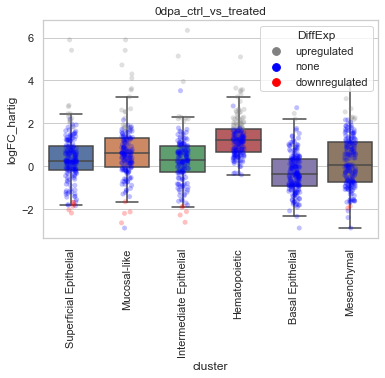 0dpa_ctrl_vs_treated
DiffExp
upregulated
none
downregulated
6
4
2
0
−2
logFC_hartig
Superficial Epithelial
Mucosal-like
Intermediate Epithelial
Hematopoietic
Basal Epithelial
Mesenchymal
cluster